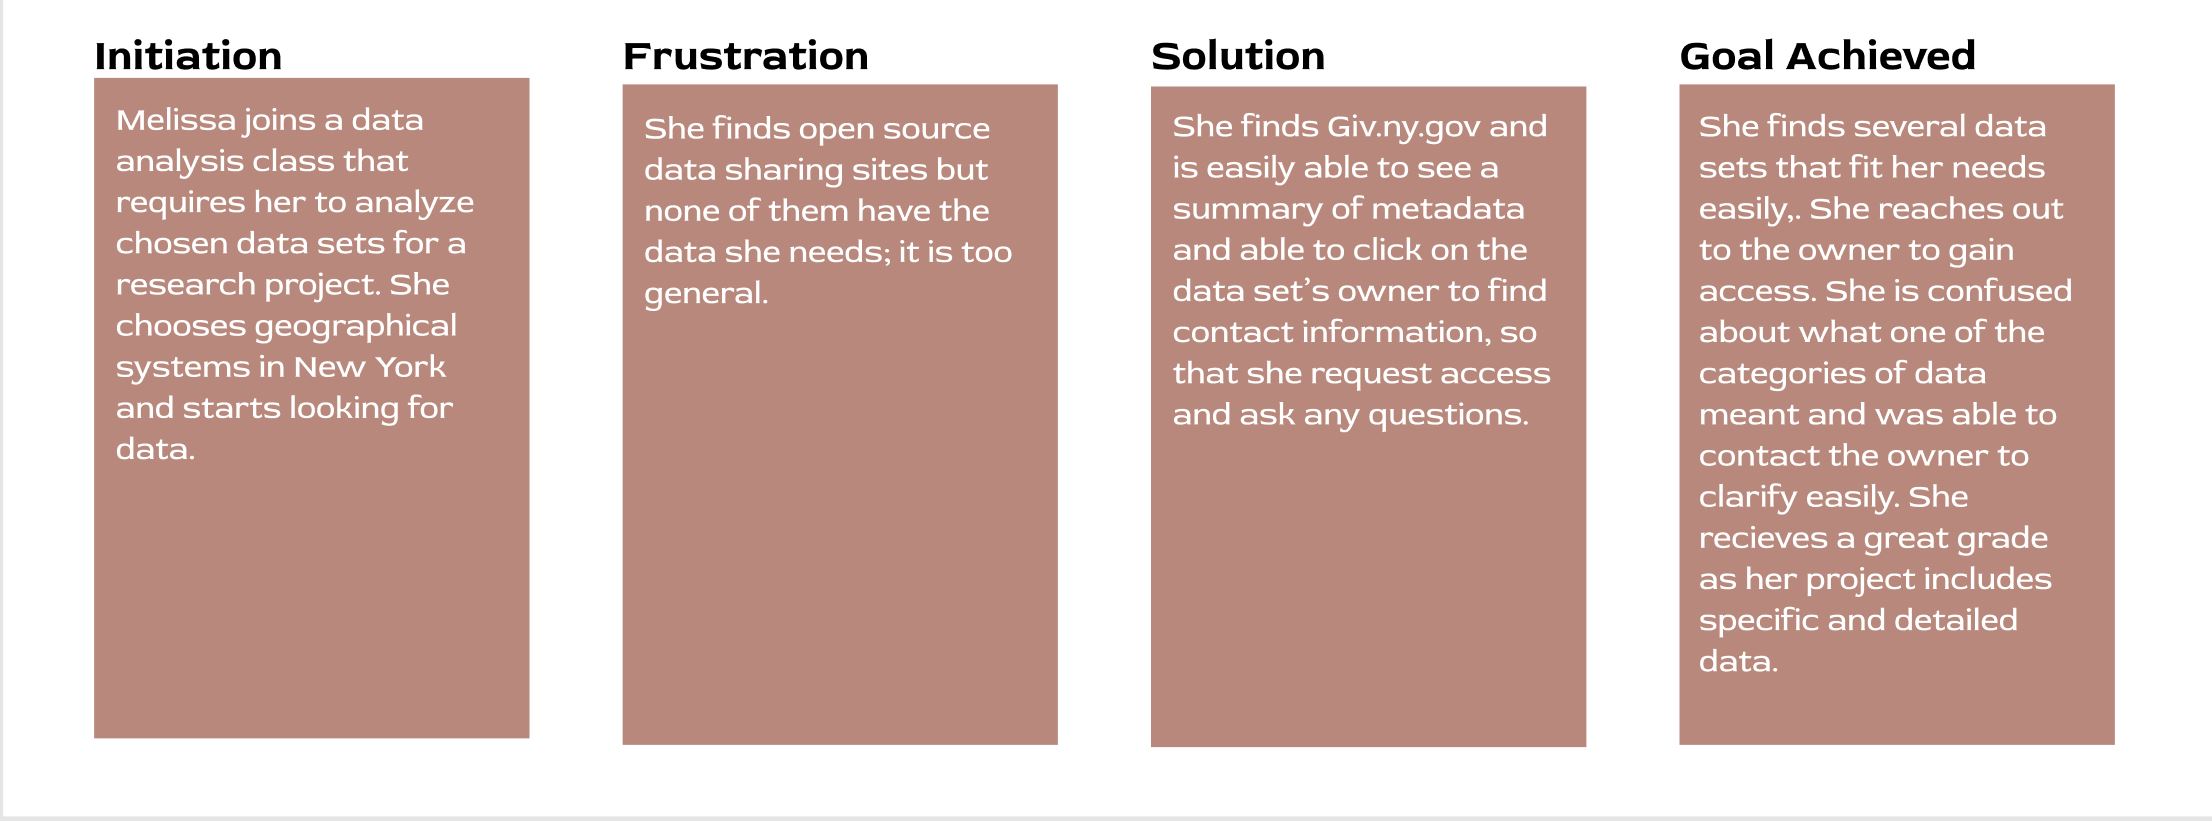 Initiation
Melissa joins a data
analysis class that
requires her to analyze
chosen data sets for a
research project. She
chooses geographical
systems in New York
and starts looking for
data.
Frustration
She finds open source
data sharing sites but
none of them have the
data she needs; it is too
general.
Solution
She finds Giv.ny.gov and
is easily able to see a
summary of metadata
and able to click on the
data set’s owner to find
contact information, so
that she request access
and ask any questions.
Goal Achieved
She finds several data
sets that fit her needs
easily,. She reaches out
to the owner to gain
access. She is confused
about what one of the
categories of data
meant and was able to
contact the owner to
clarify easily. She
recieves a great grade
as her project includes
specific and detailed
data.